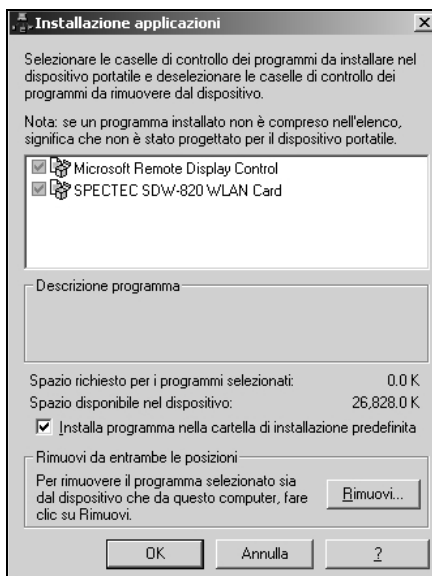 Installazione applicazioni
Selezionare le caselle di controllo dei programmi da installare nel
dispositivo portatile e deselezionare le caselle di controllo dei
programmi da rimuovere dal dispositivo.
Nota: se un programma installato non è compreso nell'elenco,
significa che non è stato progettato per il dispositivo portatile.
Microsoft Remote Display Control
SPECTEC SDW-820 WLAN Card
Descrizione programma
Spazio richiesto per i programmi selezionati: 0.0 K
Spazio disponibile nel dispositivo: 26,828.0 K
Installa programma nella cartella di installazione predefinita
Rimuovi da entrambe le posizioni
Per rimuovere il programma selezionato sia
dal dispositivo che da questo computer, fare
clic su Rimuovi.
Rimuovi...
OK Annulla ?